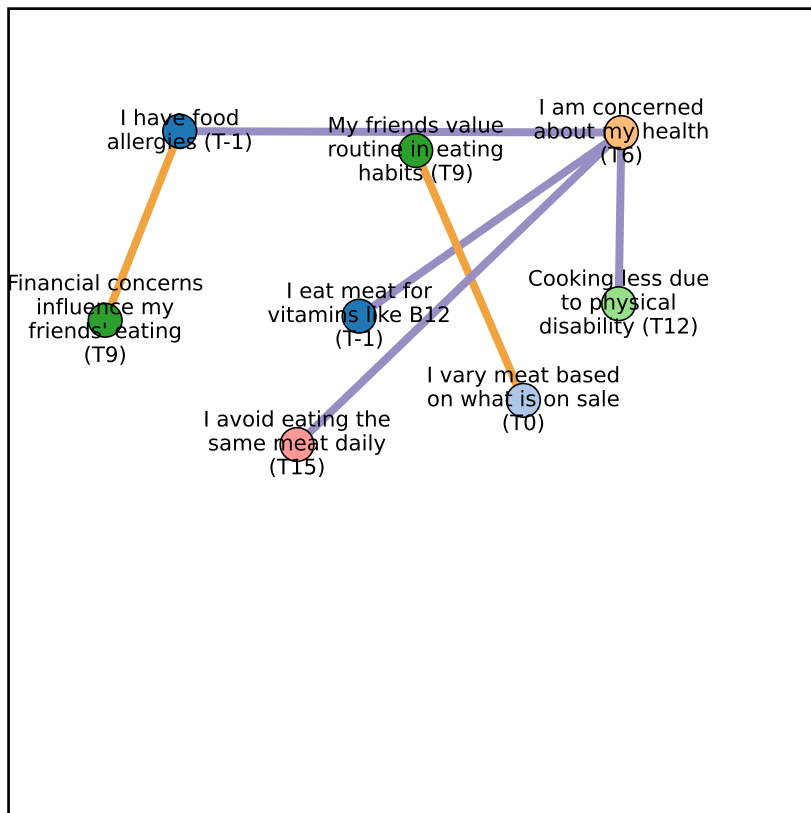 I have food
allergies (T-1)
My friends value
routine in eating
habits (T9)
I am concerned
about my health
(T6)
Financial concerns
influence my
friends' eating
(T9)
I eat meat for
vitamins like B12
(T-1)
Cooking less due
to physical
disability (T12)
I vary meat based
on what is on sale
(T0)
I avoid eating the
same meat daily
(T15)